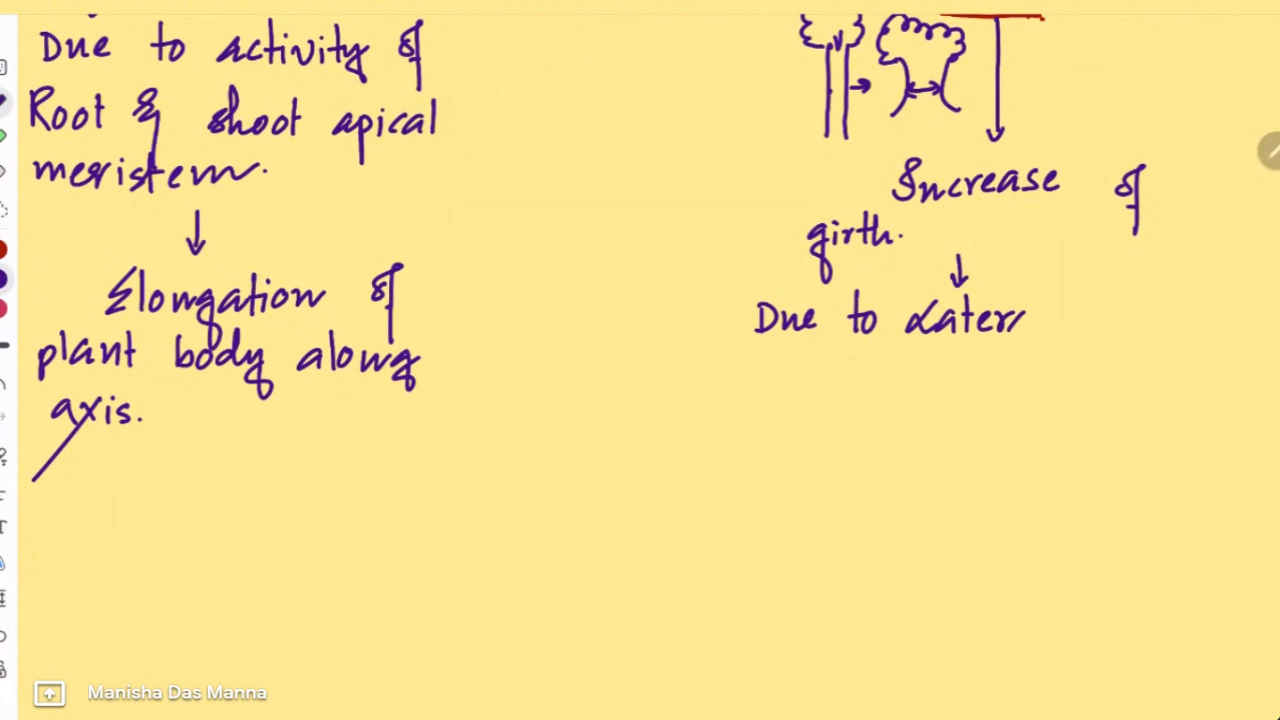 Due to activity of
Root & shoot apical
meristem.
Elongation of
plant body along
axis.
Increase of
girth.
Due to Later
Manisha Das Manna